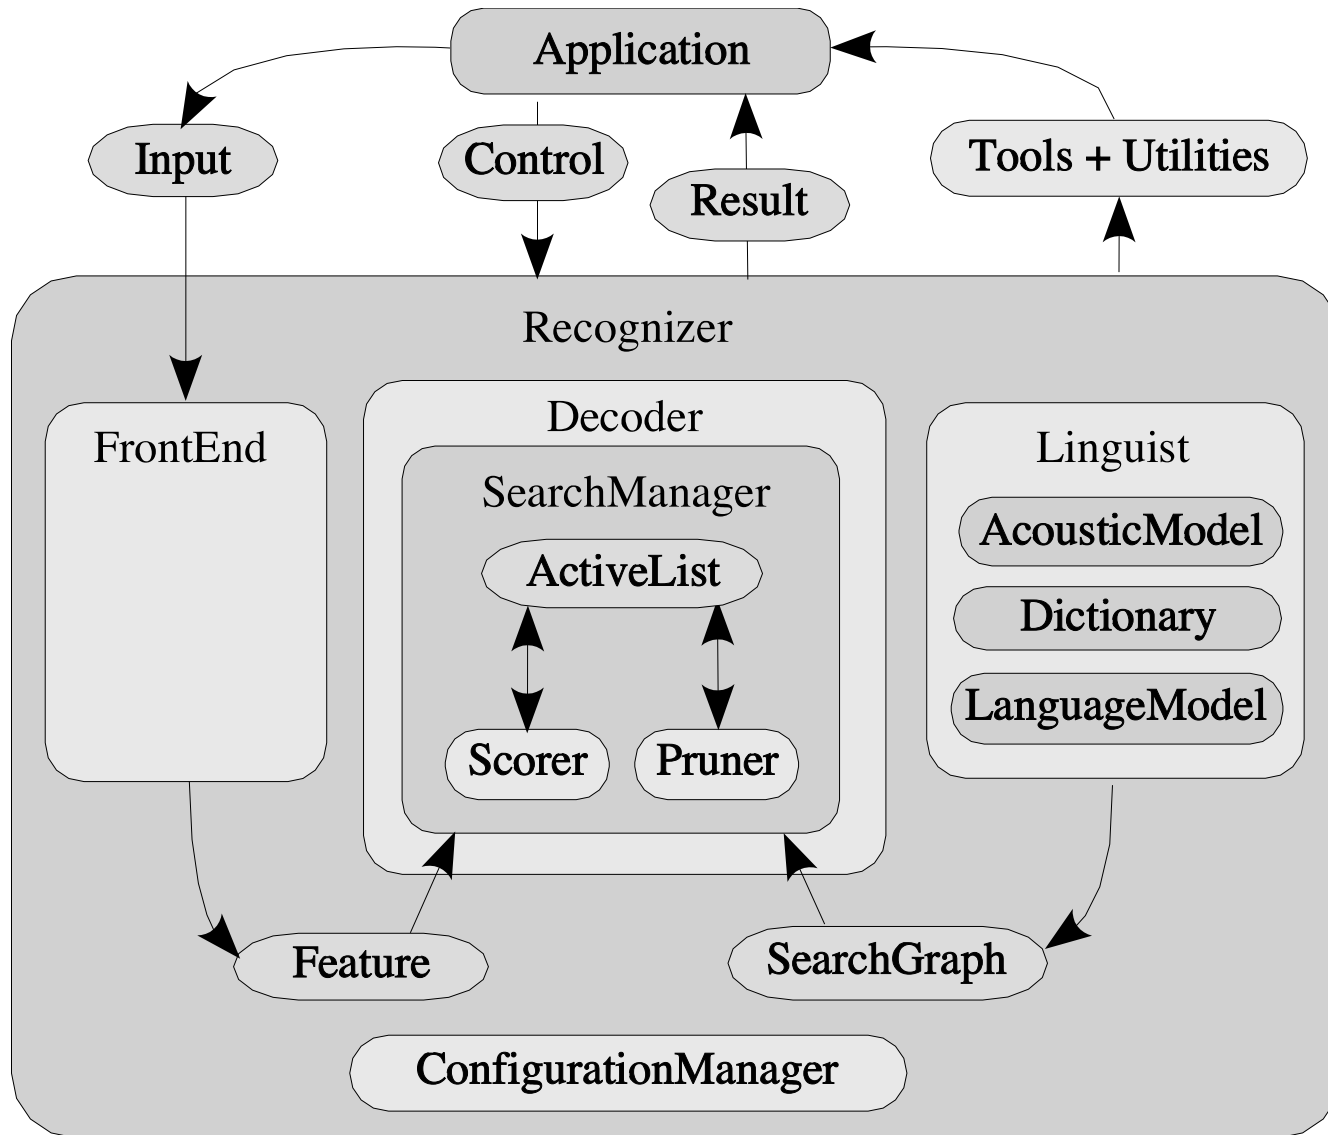 Application
Input
Control
Result
Tools + Utilities
Recognizer
FrontEnd
Decoder
SearchManager
ActiveList
Scorer
Pruner
Linguist
AcousticModel
Dictionary
LanguageModel
Feature
SearchGraph
ConfigurationManager